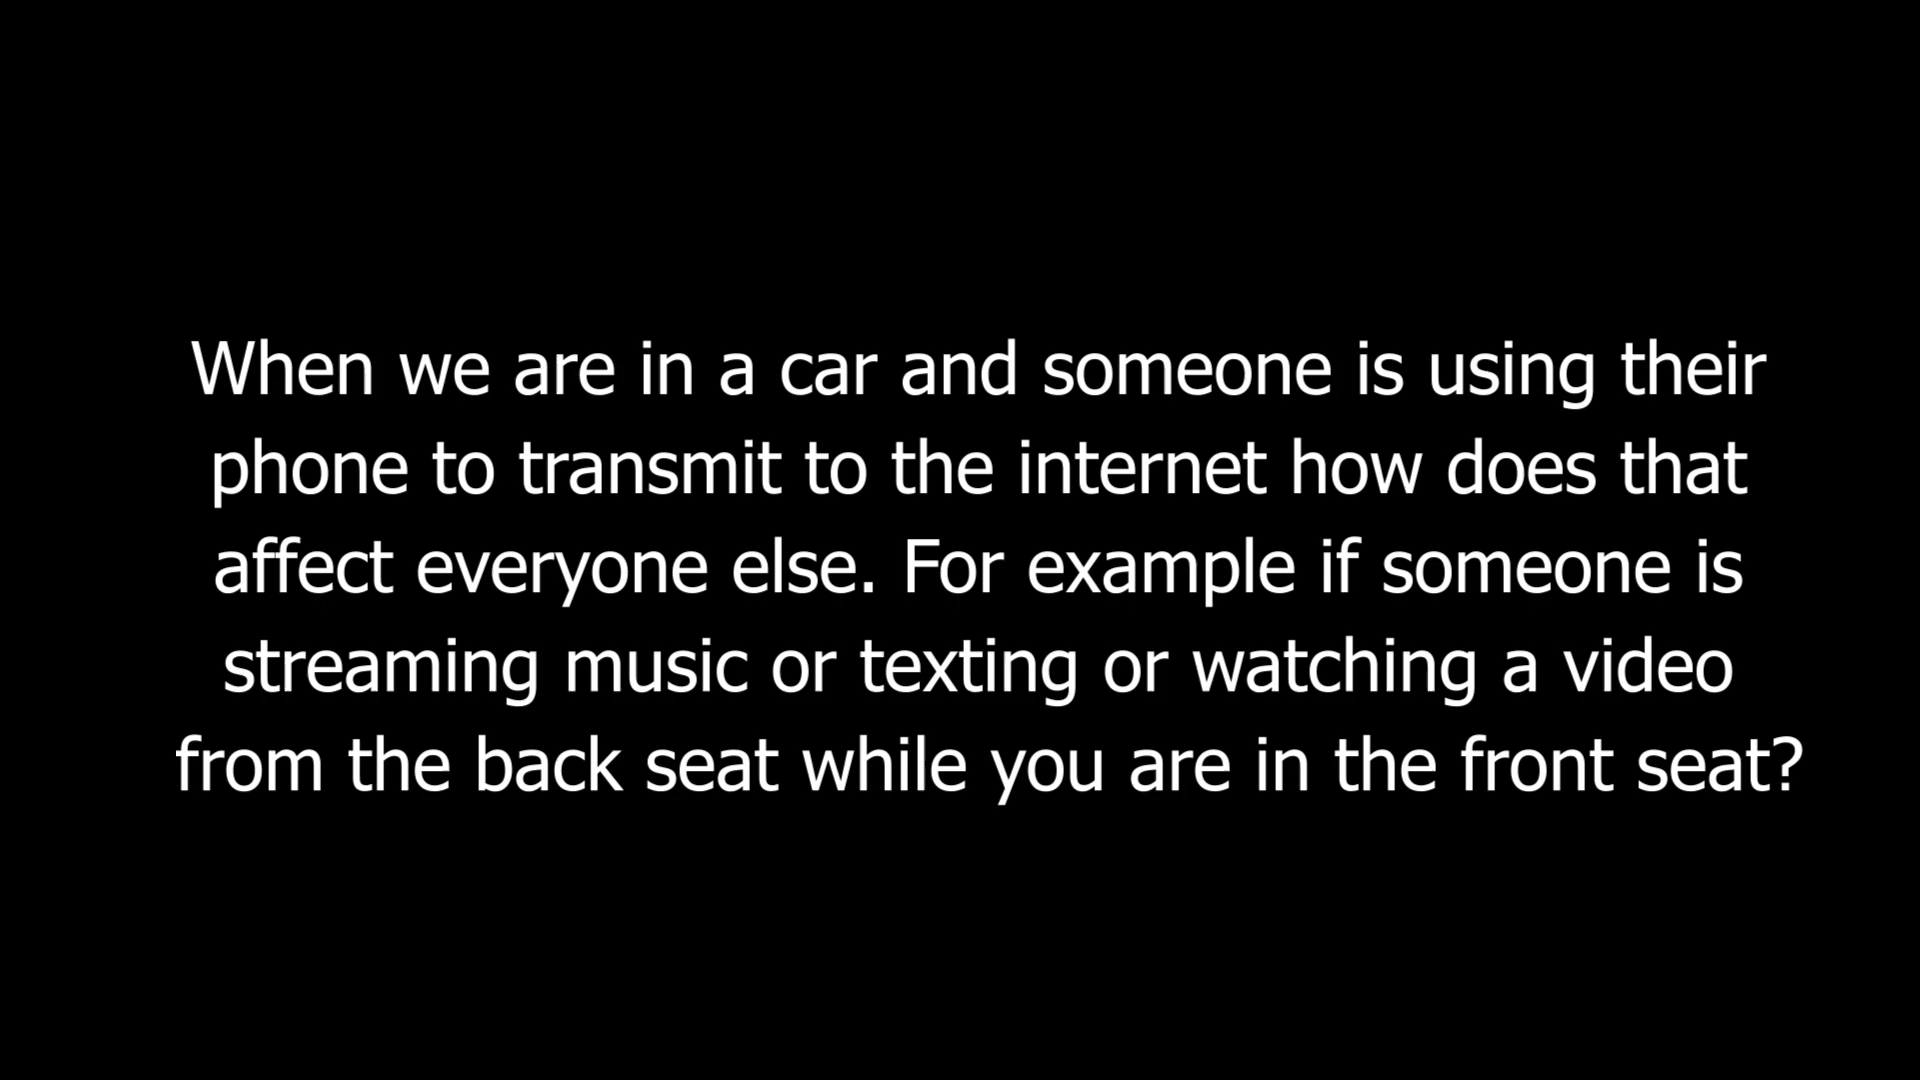 When we are in a car and someone is using their
phone to transmit to the internet how does that
affect everyone else. For example if someone is
streaming music or texting or watching a video
from the back seat while you are in the front seat?